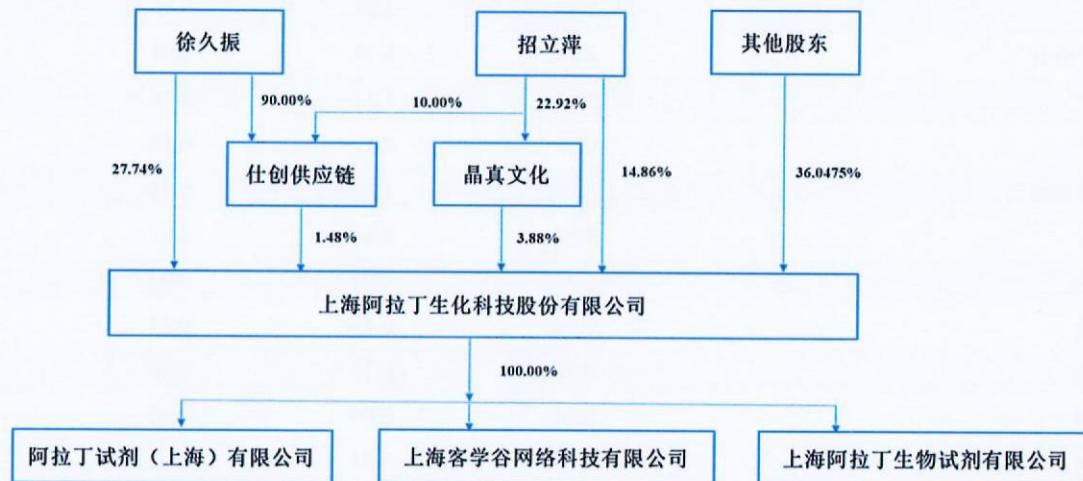 徐久振
招立萍
其他股东
90.00%
10.00%
22.92%
27.74%
仕创供应链
晶真文化
14.86%
36.0475%
1.48%
3.88%
上海阿拉丁生化科技股份有限公司
100.00%
阿拉丁试剂（上海）有限公司
上海客学谷网络科技有限公司
上海阿拉丁生物试剂有限公司